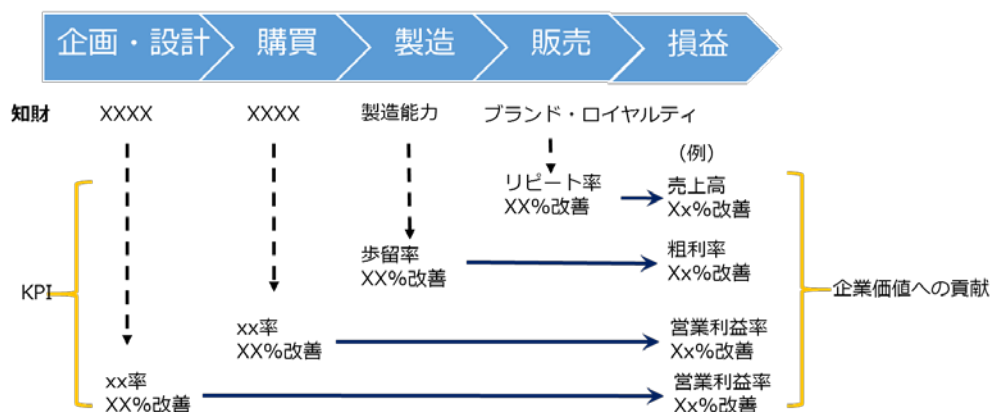 企画・設計 購買 製造 販売 損益
知財 XXXX XXXX 製造能力 ブランド・ロイヤルティ
（例）
リピート率 売上高
XX%改善 Xx%改善
歩留率 粗利率
XX%改善 Xx%改善
KPI 企業価値への貢献
xx率 営業利益率
XX%改善 Xx%改善
xx率 営業利益率
XX%改善 Xx%改善